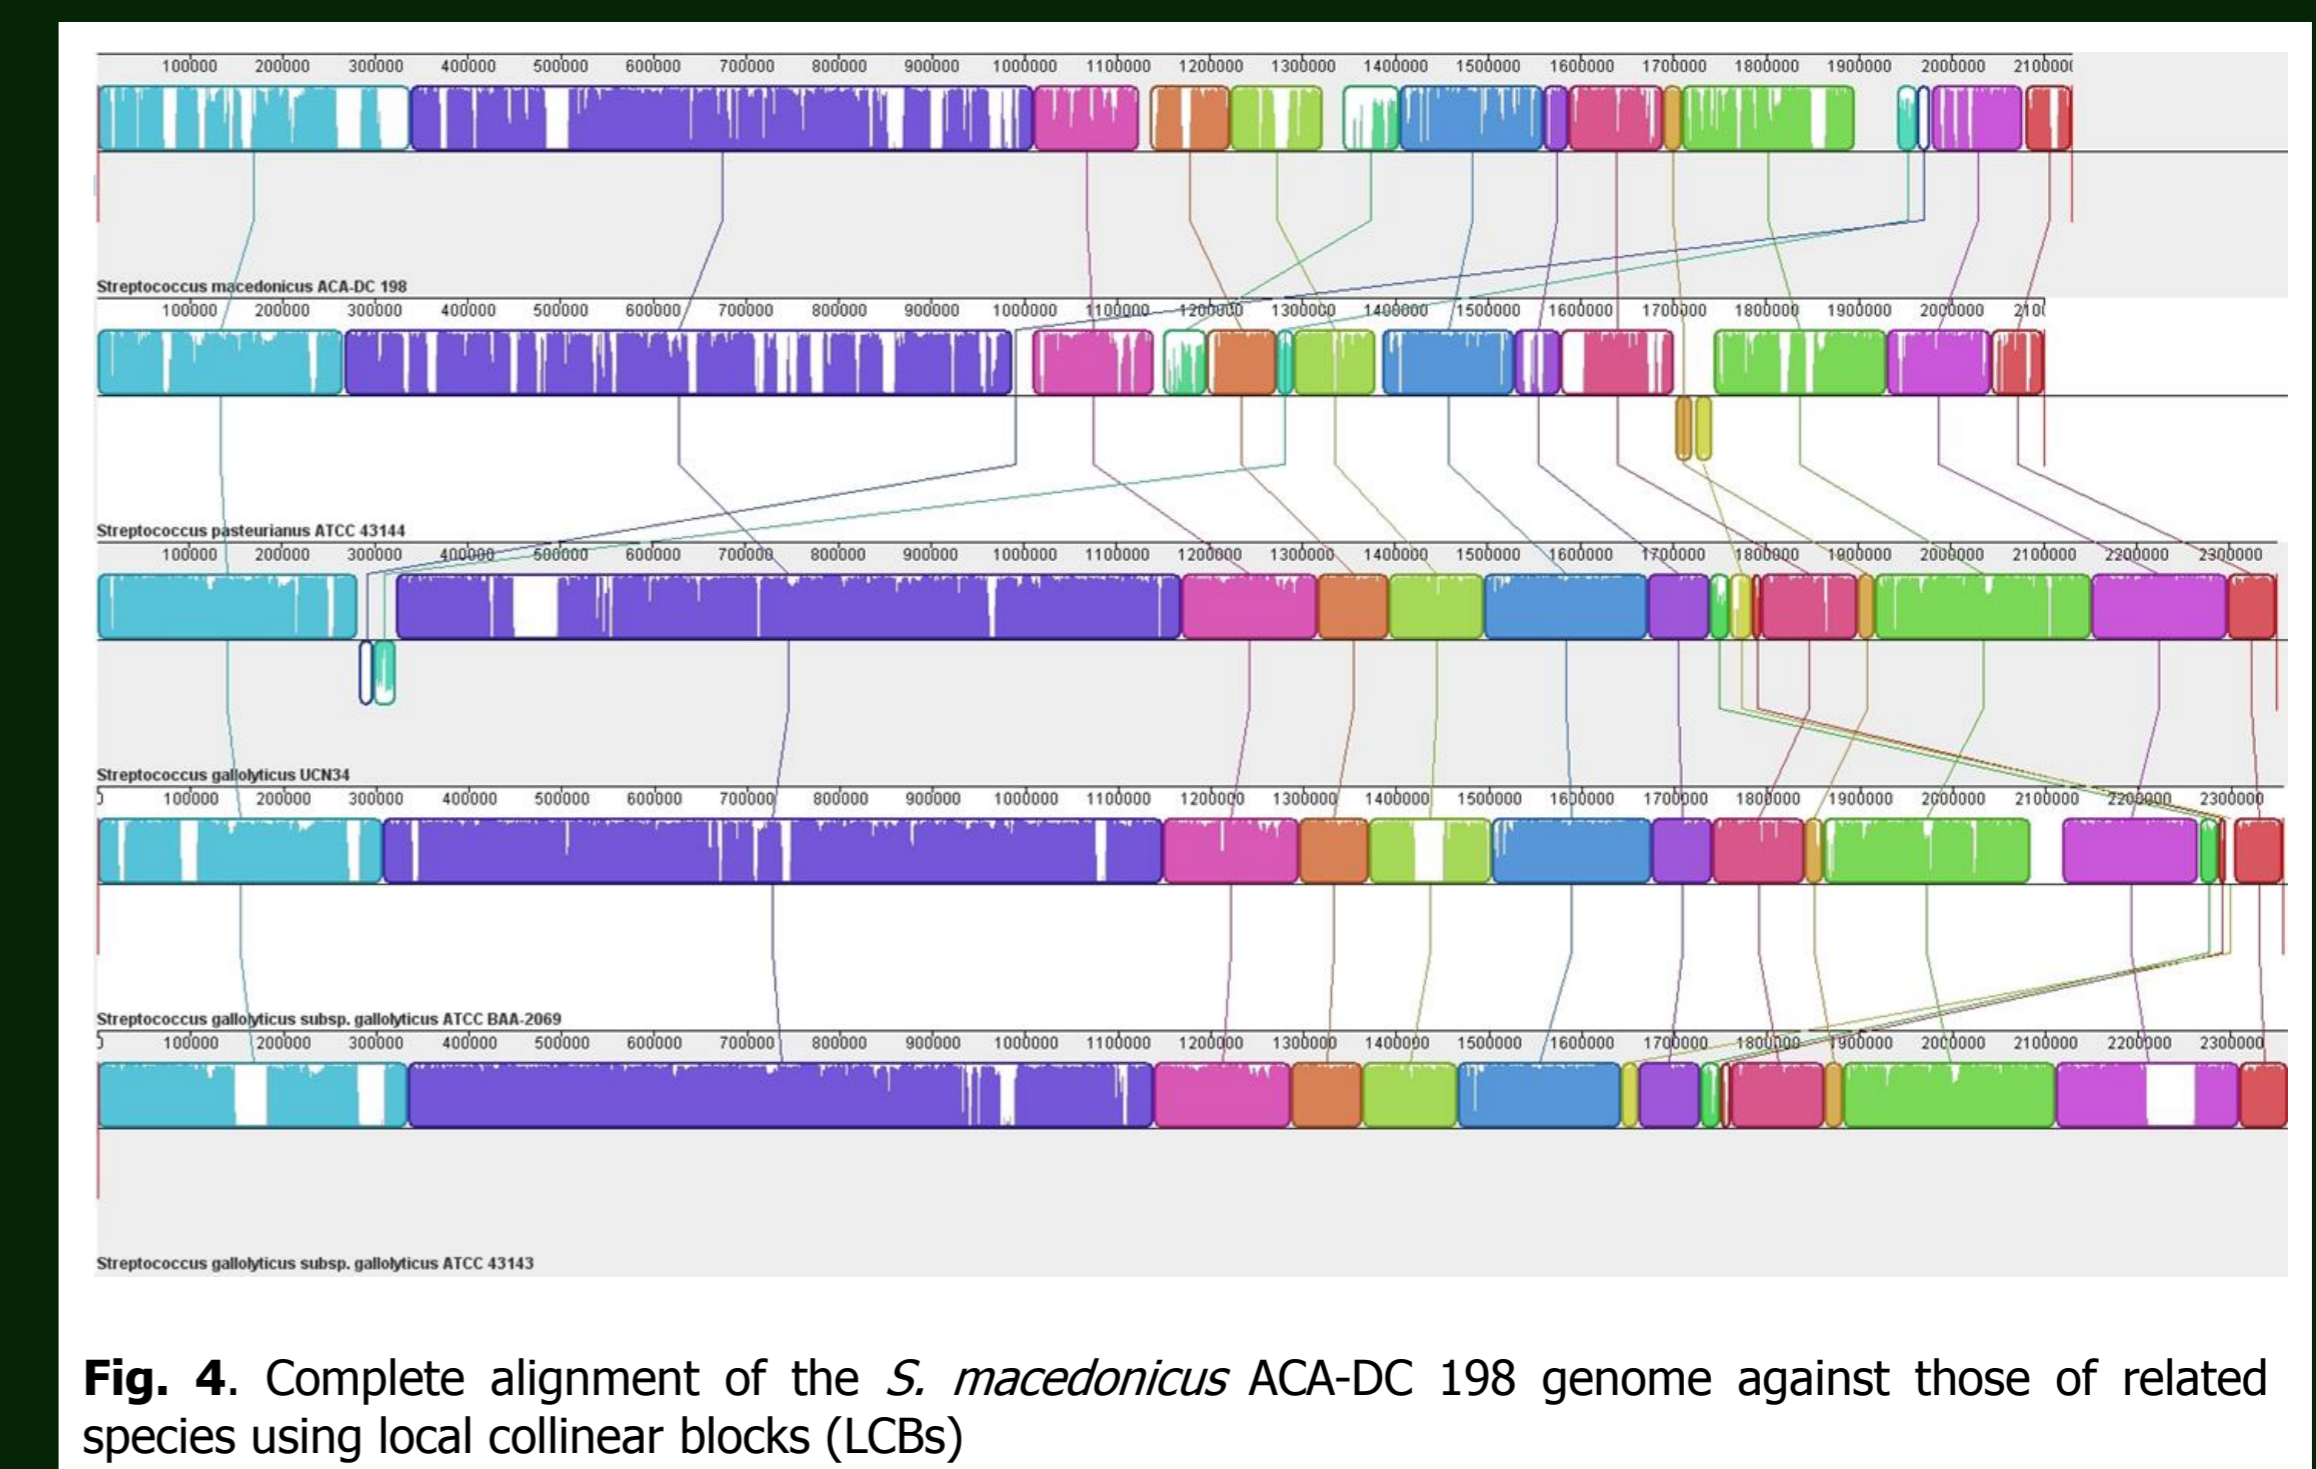 100000 200000 300000 400000 500000 600000 700000 800000 900000 1000000 1100000 1200000 1300000 1400000 1500000 1600000 1700000 1800000 1900000 2000000
Streptococcus macedonicus ACA-DC 198
100000 200000 300000 400000 500000 600000 700000 800000 900000 1000000 1100000 1200000 1300000 1400000 1500000 1600000 1700000 1800000 1900000 2000000
Streptococcus pasteurianus ATCC 43144
100000 200000 300000 400000 500000 600000 700000 800000 900000 1000000 1100000 1200000 1300000 1400000 1500000 1600000 1700000 1800000 1900000 2000000 2100000 2200000 2300000
Streptococcus gallolyticus UCN34
100000 200000 300000 400000 500000 600000 700000 800000 900000 1000000 1100000 1200000 1300000 1400000 1500000 1600000 1700000 1800000 1900000 2000000 2100000 2200000 2300000
Streptococcus gallolyticus subsp. gallolyticus ATCC BAA-2069
100000 200000 300000 400000 500000 600000 700000 800000 900000 1000000 1100000 1200000 1300000 1400000 1500000 1600000 1700000 1800000 1900000 2000000 2100000 2200000 2300000
Streptococcus gallolyticus subsp. gallolyticus ATCC 43143
Fig. 4. Complete alignment of the S. macedonicus ACA-DC 198 genome against those of related
species using local collinear blocks (LCBs)